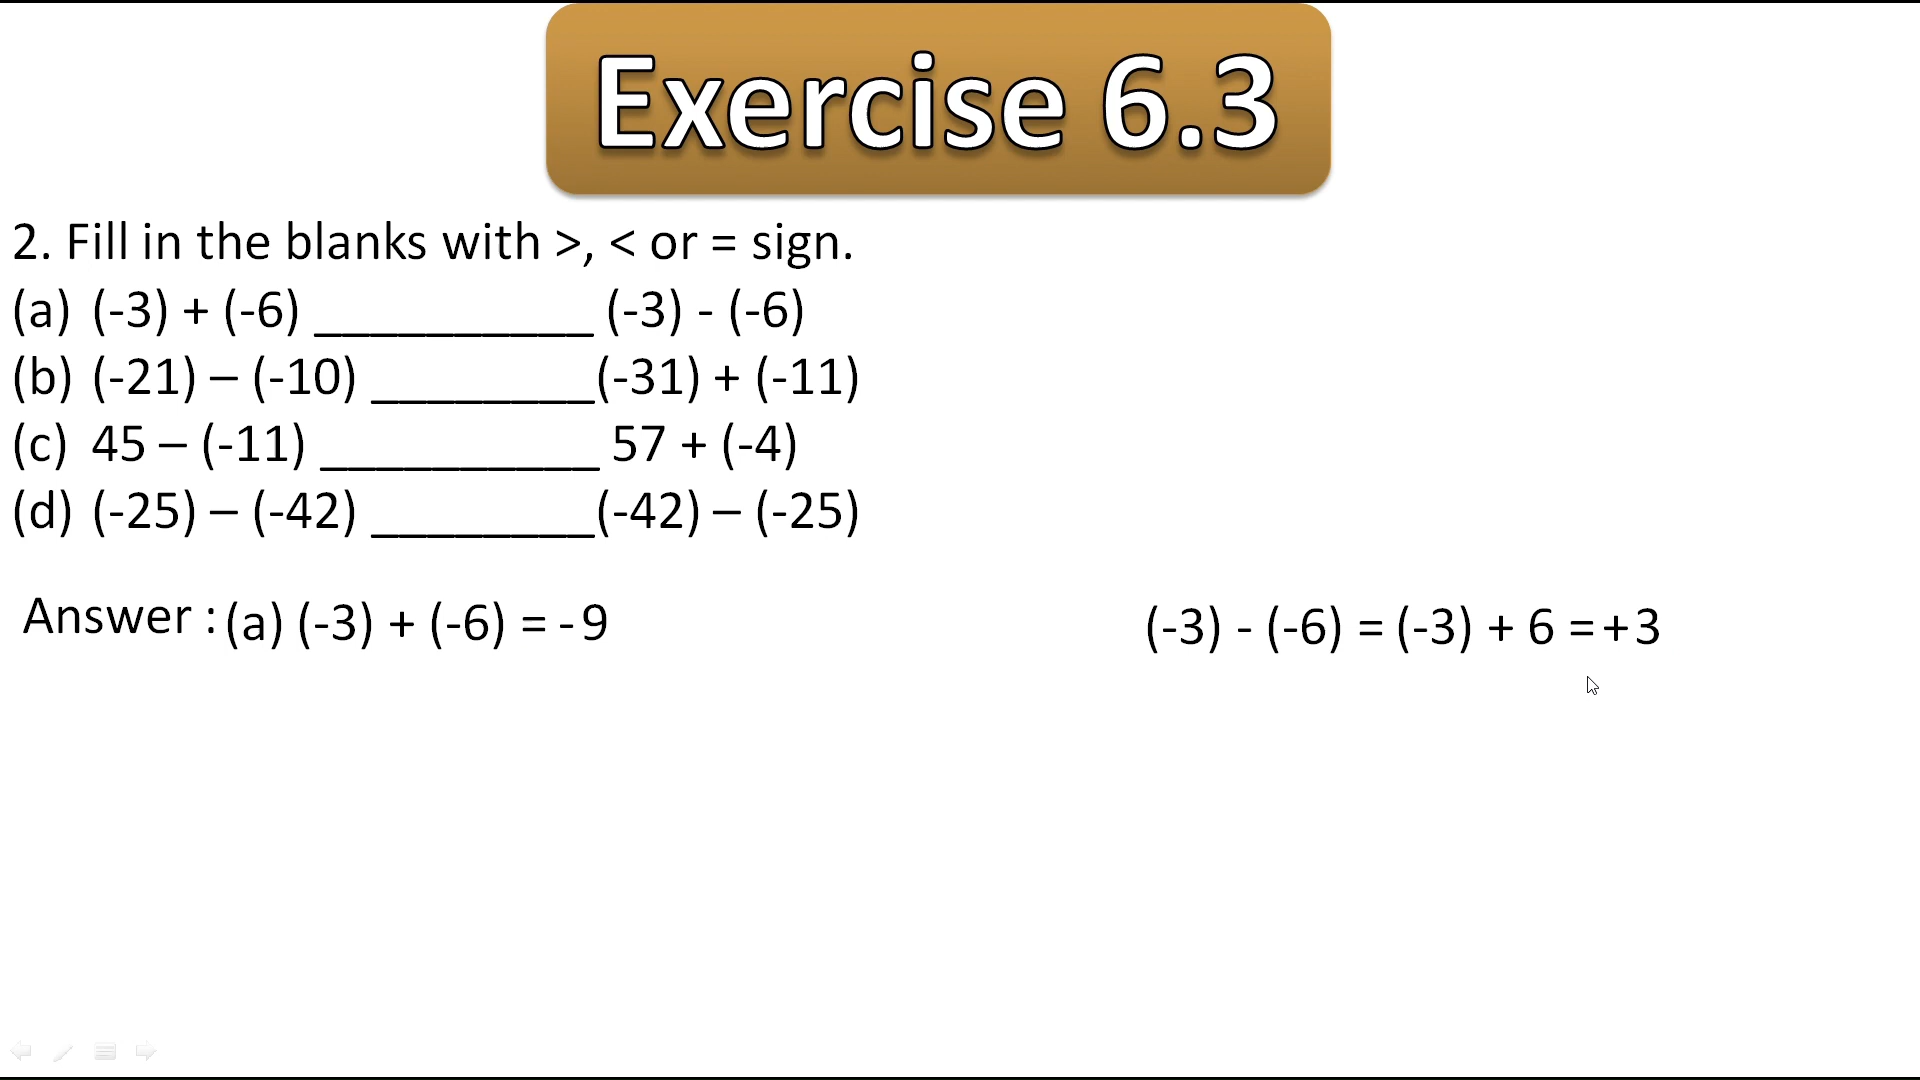 Exercise 6.3
2. Fill in the blanks with >, < or = sign.
(a) (-3) + (-6) __________ (-3) - (-6)
(b) (-21) – (-10) ________(-31) + (-11)
(c) 45 – (-11) __________ 57 + (-4)
(d) (-25) – (-42) ________(-42) – (-25)
Answer : (a) (-3) + (-6) = -9 (-3) - (-6) = (-3) + 6 = +3